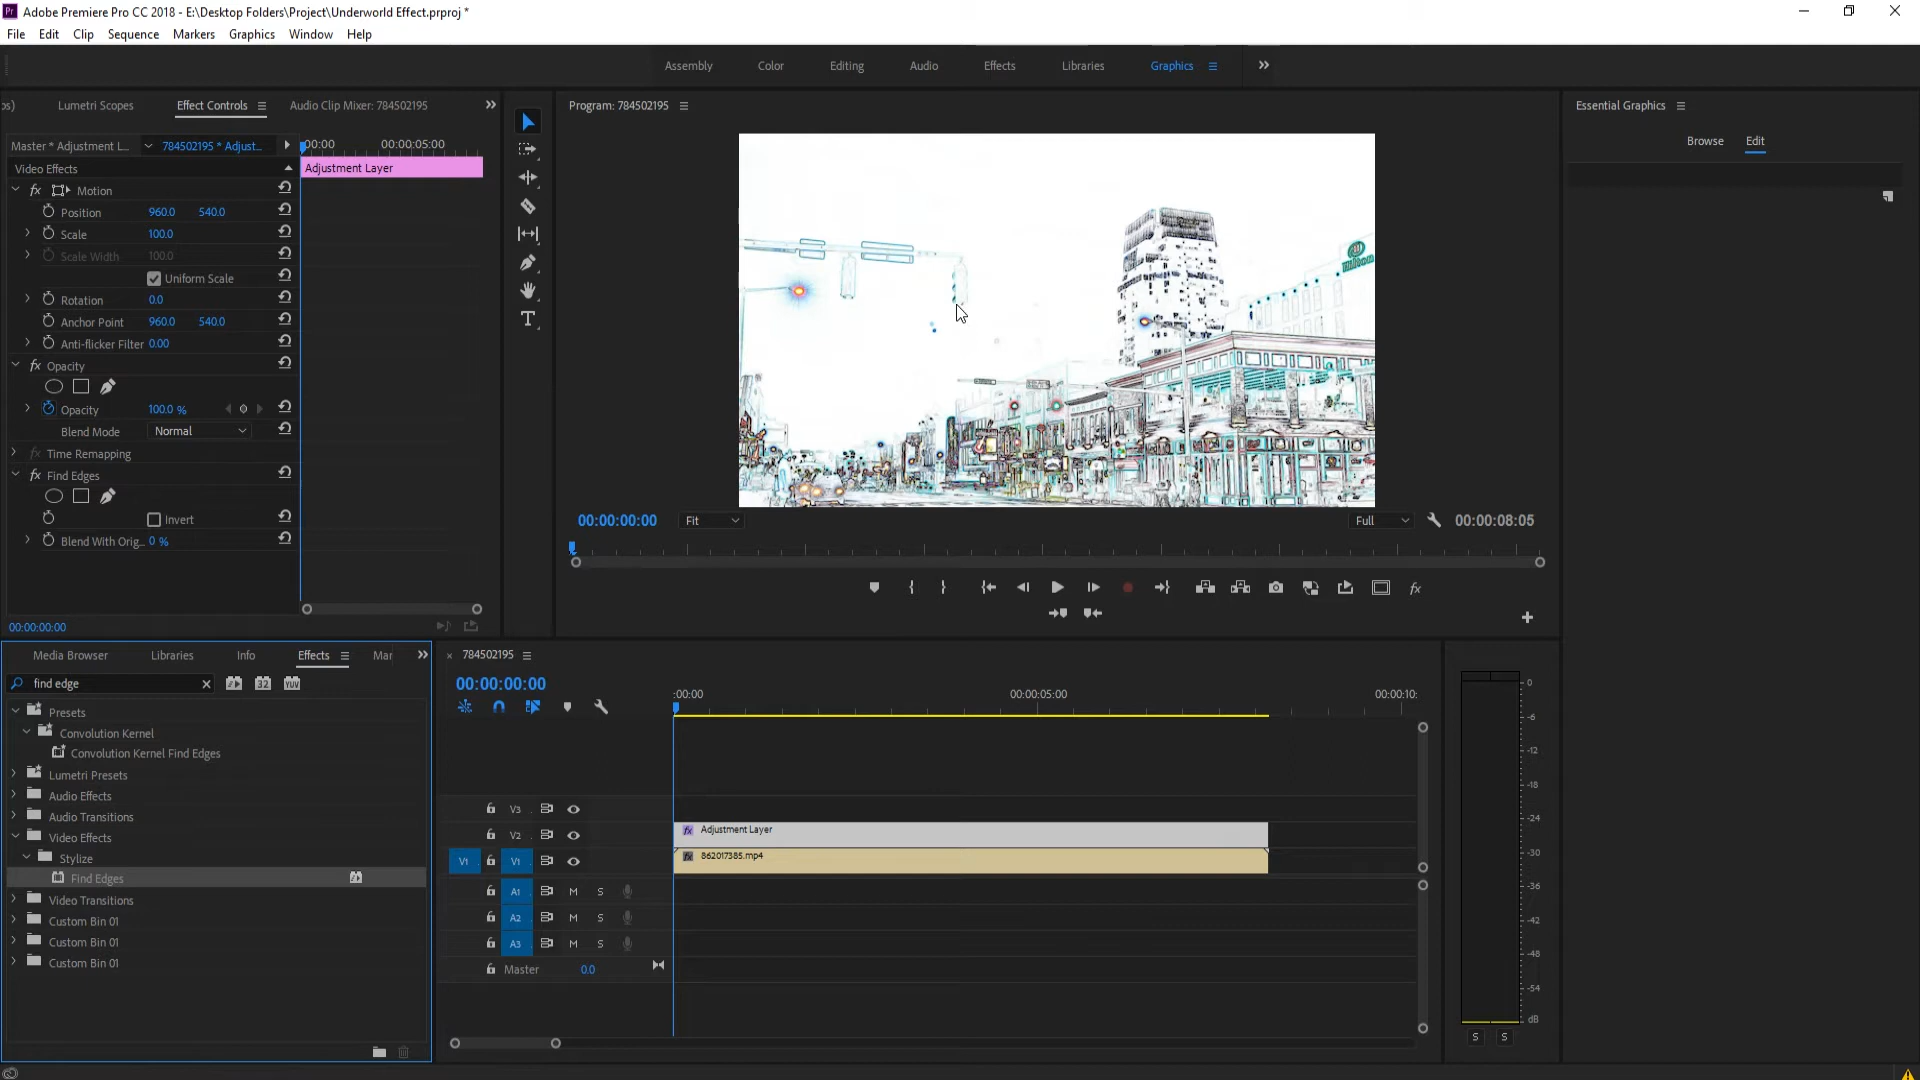 Adobe Premiere Pro CC 2018 - E:\Desktop Folders\Project\Underworld Effect.prproj *
File Edit Clip Sequence Markers Graphics Window Help
Assembly Color Editing Audio Effects Libraries Graphics
Lumetri Scopes Effect Controls Audio Clip Mixer: 784502195
Program: 784502195
Essential Graphics
Browse Edit
Master * Adjustment L... 784502195 * Adjust... 00:00 00:00:05:00
Video Effects
Adjustment Layer
fx Motion
Position 960.0 540.0
Scale 100.0
Scale Width 100.0
Uniform Scale
Rotation 0.0
Anchor Point 960.0 540.0
Anti-flicker Filter 0.00
fx Opacity
Opacity 100.0 %
Blend Mode Normal
fx Time Remapping
fx Find Edges
Invert
Blend With Orig... 0 %
00:00:00:00
Hilton
00:00:00:00 Fit Full 00:00:08:05
Media Browser Libraries Info Effects Mar
find edge 32 YUV
Presets
Convolution Kernel
Convolution Kernel Find Edges
Lumetri Presets
Audio Effects
Audio Transitions
Video Effects
Stylize
Find Edges
Video Transitions
Custom Bin 01
Custom Bin 01
Custom Bin 01
784502195
00:00:00:00
:00:00 00:00:05:00 00:00:10:
V3
V2 fx Adjustment Layer
V1 V1 fx 862017385.mp4
A1 M S
A2 M S
A3 M S
Master 0.0
0
-6
-12
-18
-24
-30
-36
-42
-48
-54
dB
S S